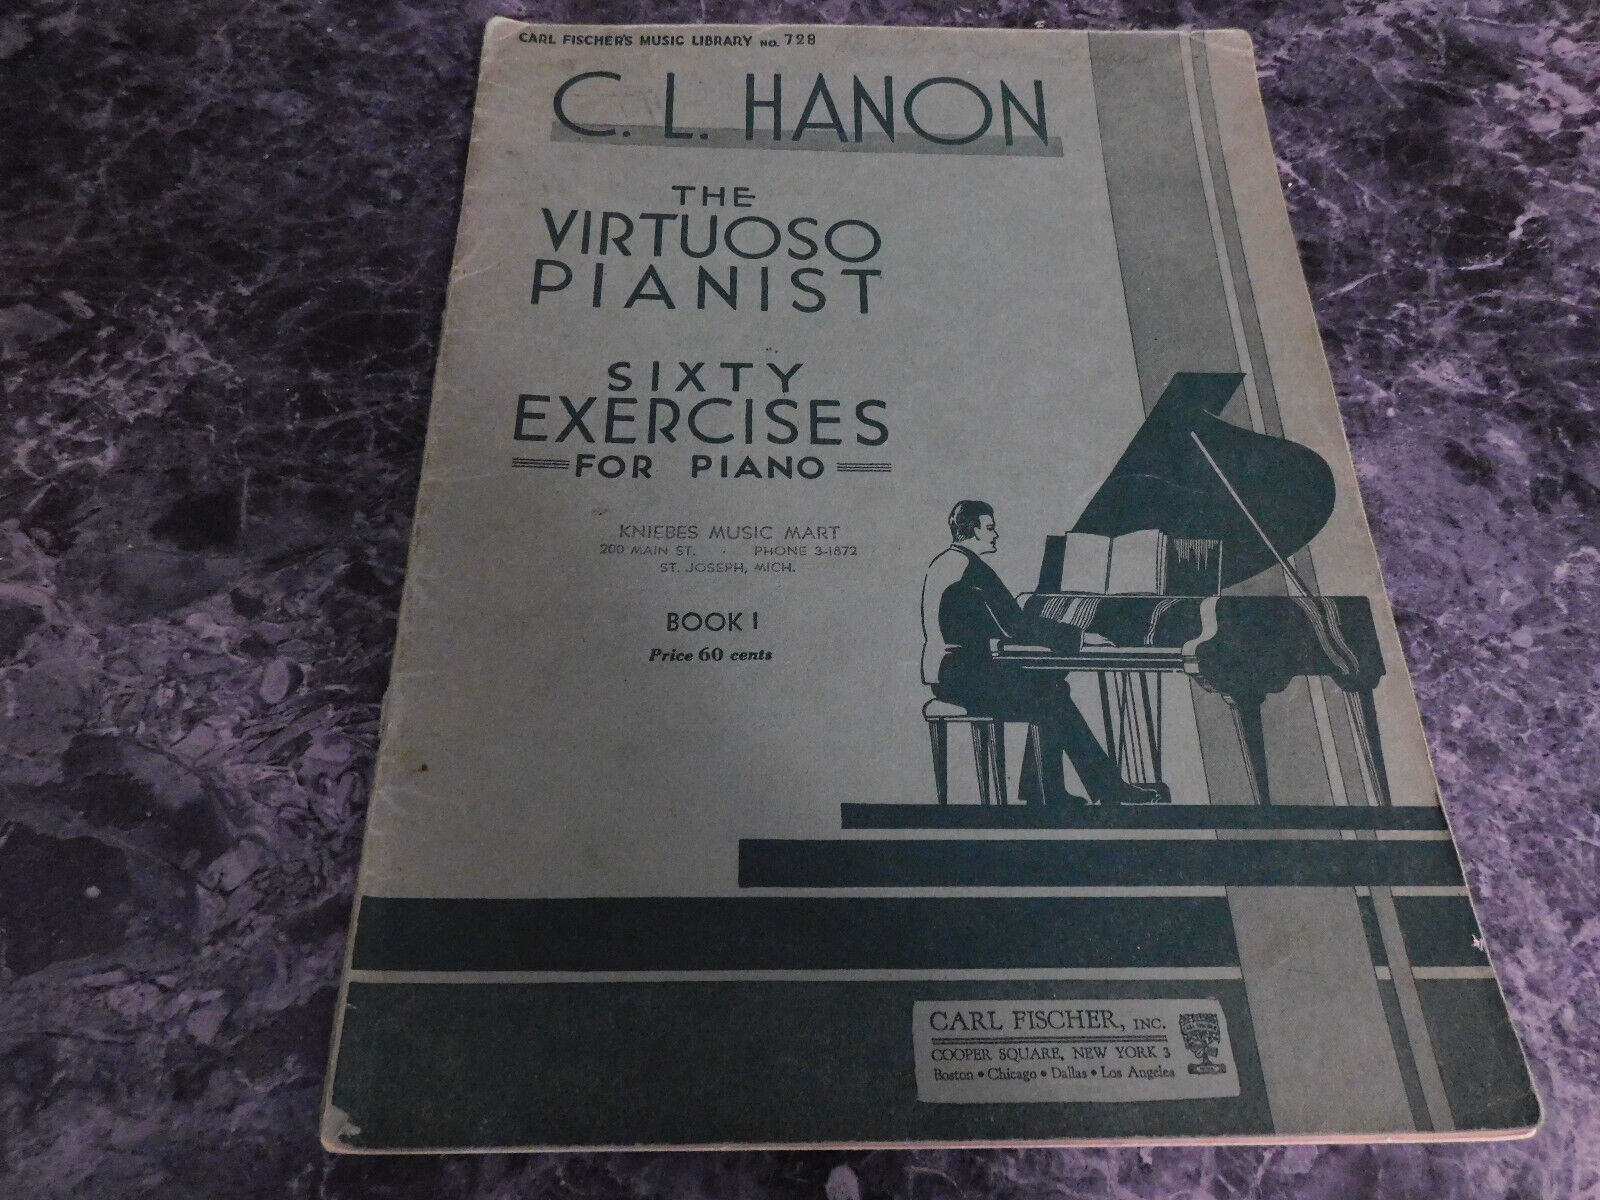 CARL FISCHER'S MUSIC LIBRARY NO. 728
C. L. HANON
THE
VIRTUOSO
PIANIST
SIXTY
EXERCISES
FOR PIANO
KNIEBES MUSIC MART
200 MAIN ST. · PHONE 3-1872
ST. JOSEPH, MICH.
BOOK I
Price 60 cents
CARL FISCHER, INC.
COOPER SQUARE, NEW YORK 3
Boston • Chicago • Dallas • Los Angeles